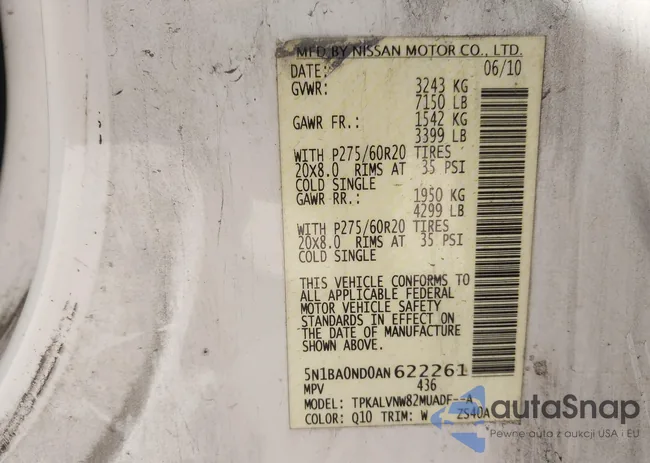 MFD BY NISSAN MOTOR CO., LTD.
DATE: 06/10
GVWR: 3243 KG
7150 LB
GAWR FR.: 1542 KG
3399 LB
WITH P275/60R20 TIRES
20X8.0 RIMS AT 35 PSI
COLD SINGLE
GAWR RR.: 1950 KG
4299 LB
WITH P275/60R20 TIRES
20X8.0 RIMS AT 35 PSI
COLD SINGLE
THIS VEHICLE CONFORMS TO
ALL APPLICABLE FEDERAL
MOTOR VEHICLE SAFETY
STANDARDS IN EFFECT ON
THE DATE OF MANUFACTURE
SHOWN ABOVE.
5N1BA0ND0AN622261
MPV 436
MODEL: TPKALVNW82MUADF--A
COLOR: Q10 TRIM: W ZS40A
autoSnap
Pewne auto z aukcji USA i EU